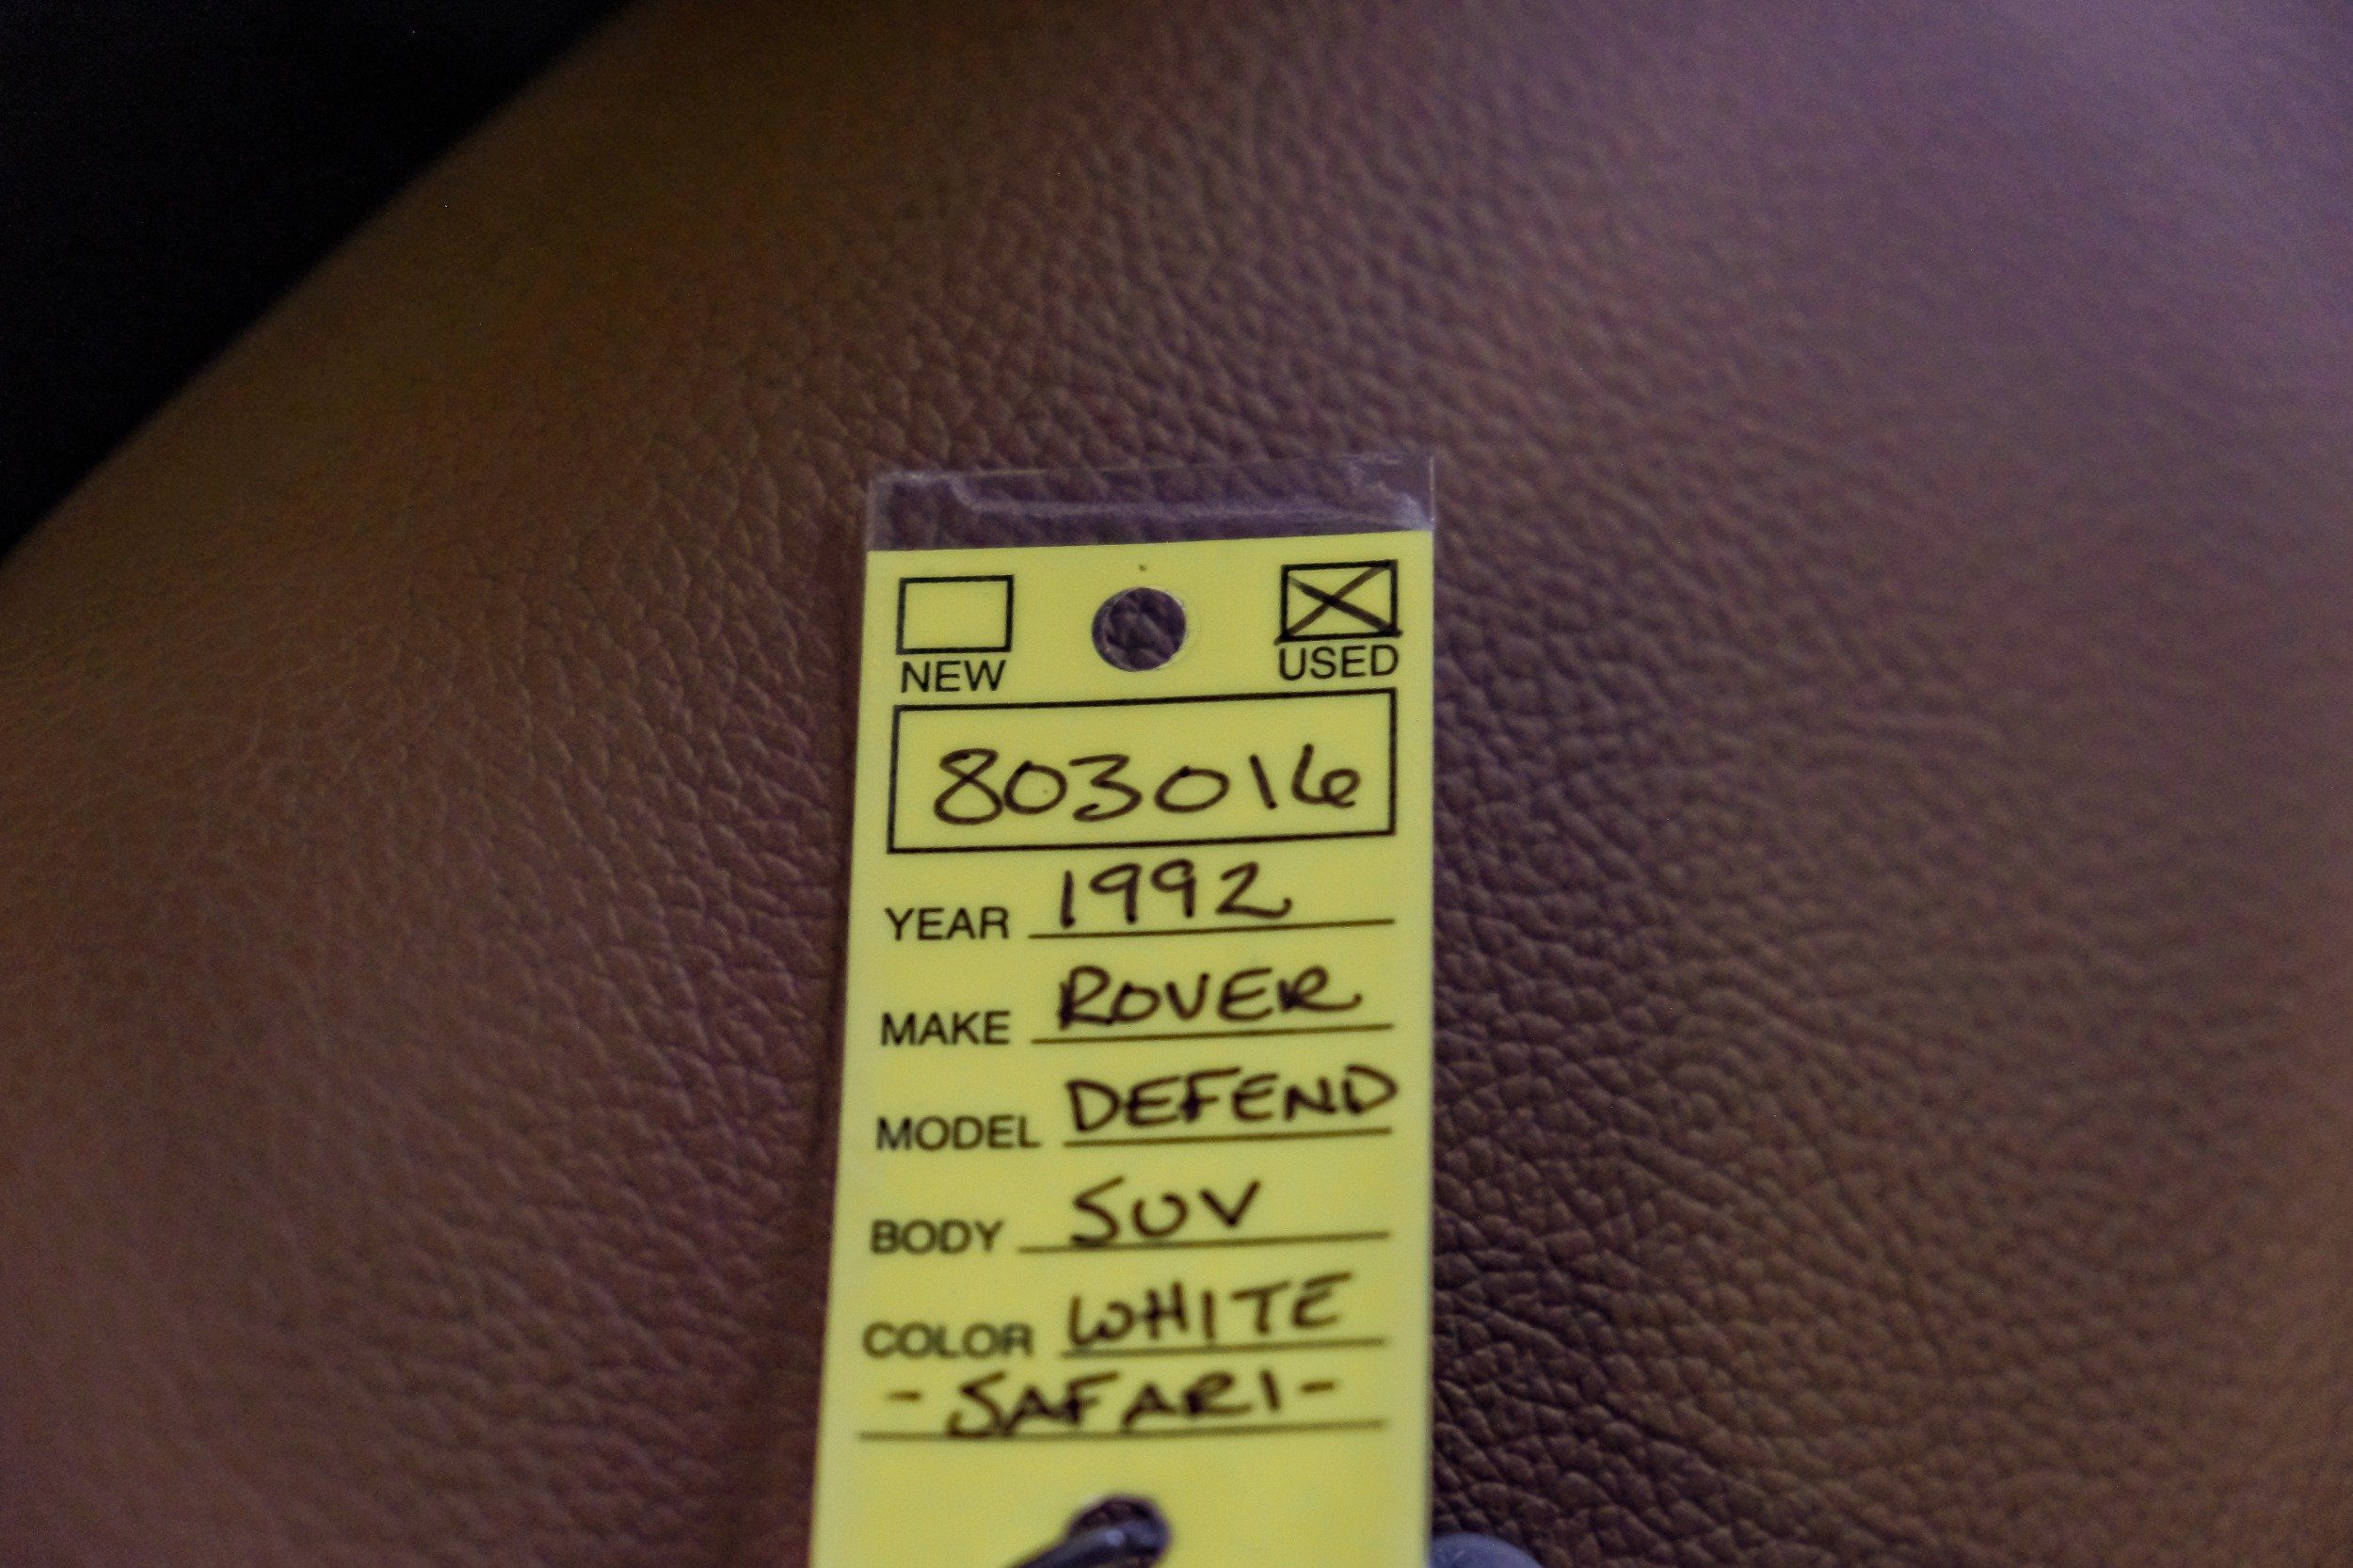 NEW USED
803016
YEAR 1992
MAKE ROVER
MODEL DEFEND
BODY SUV
COLOR WHITE
-SAFARI-